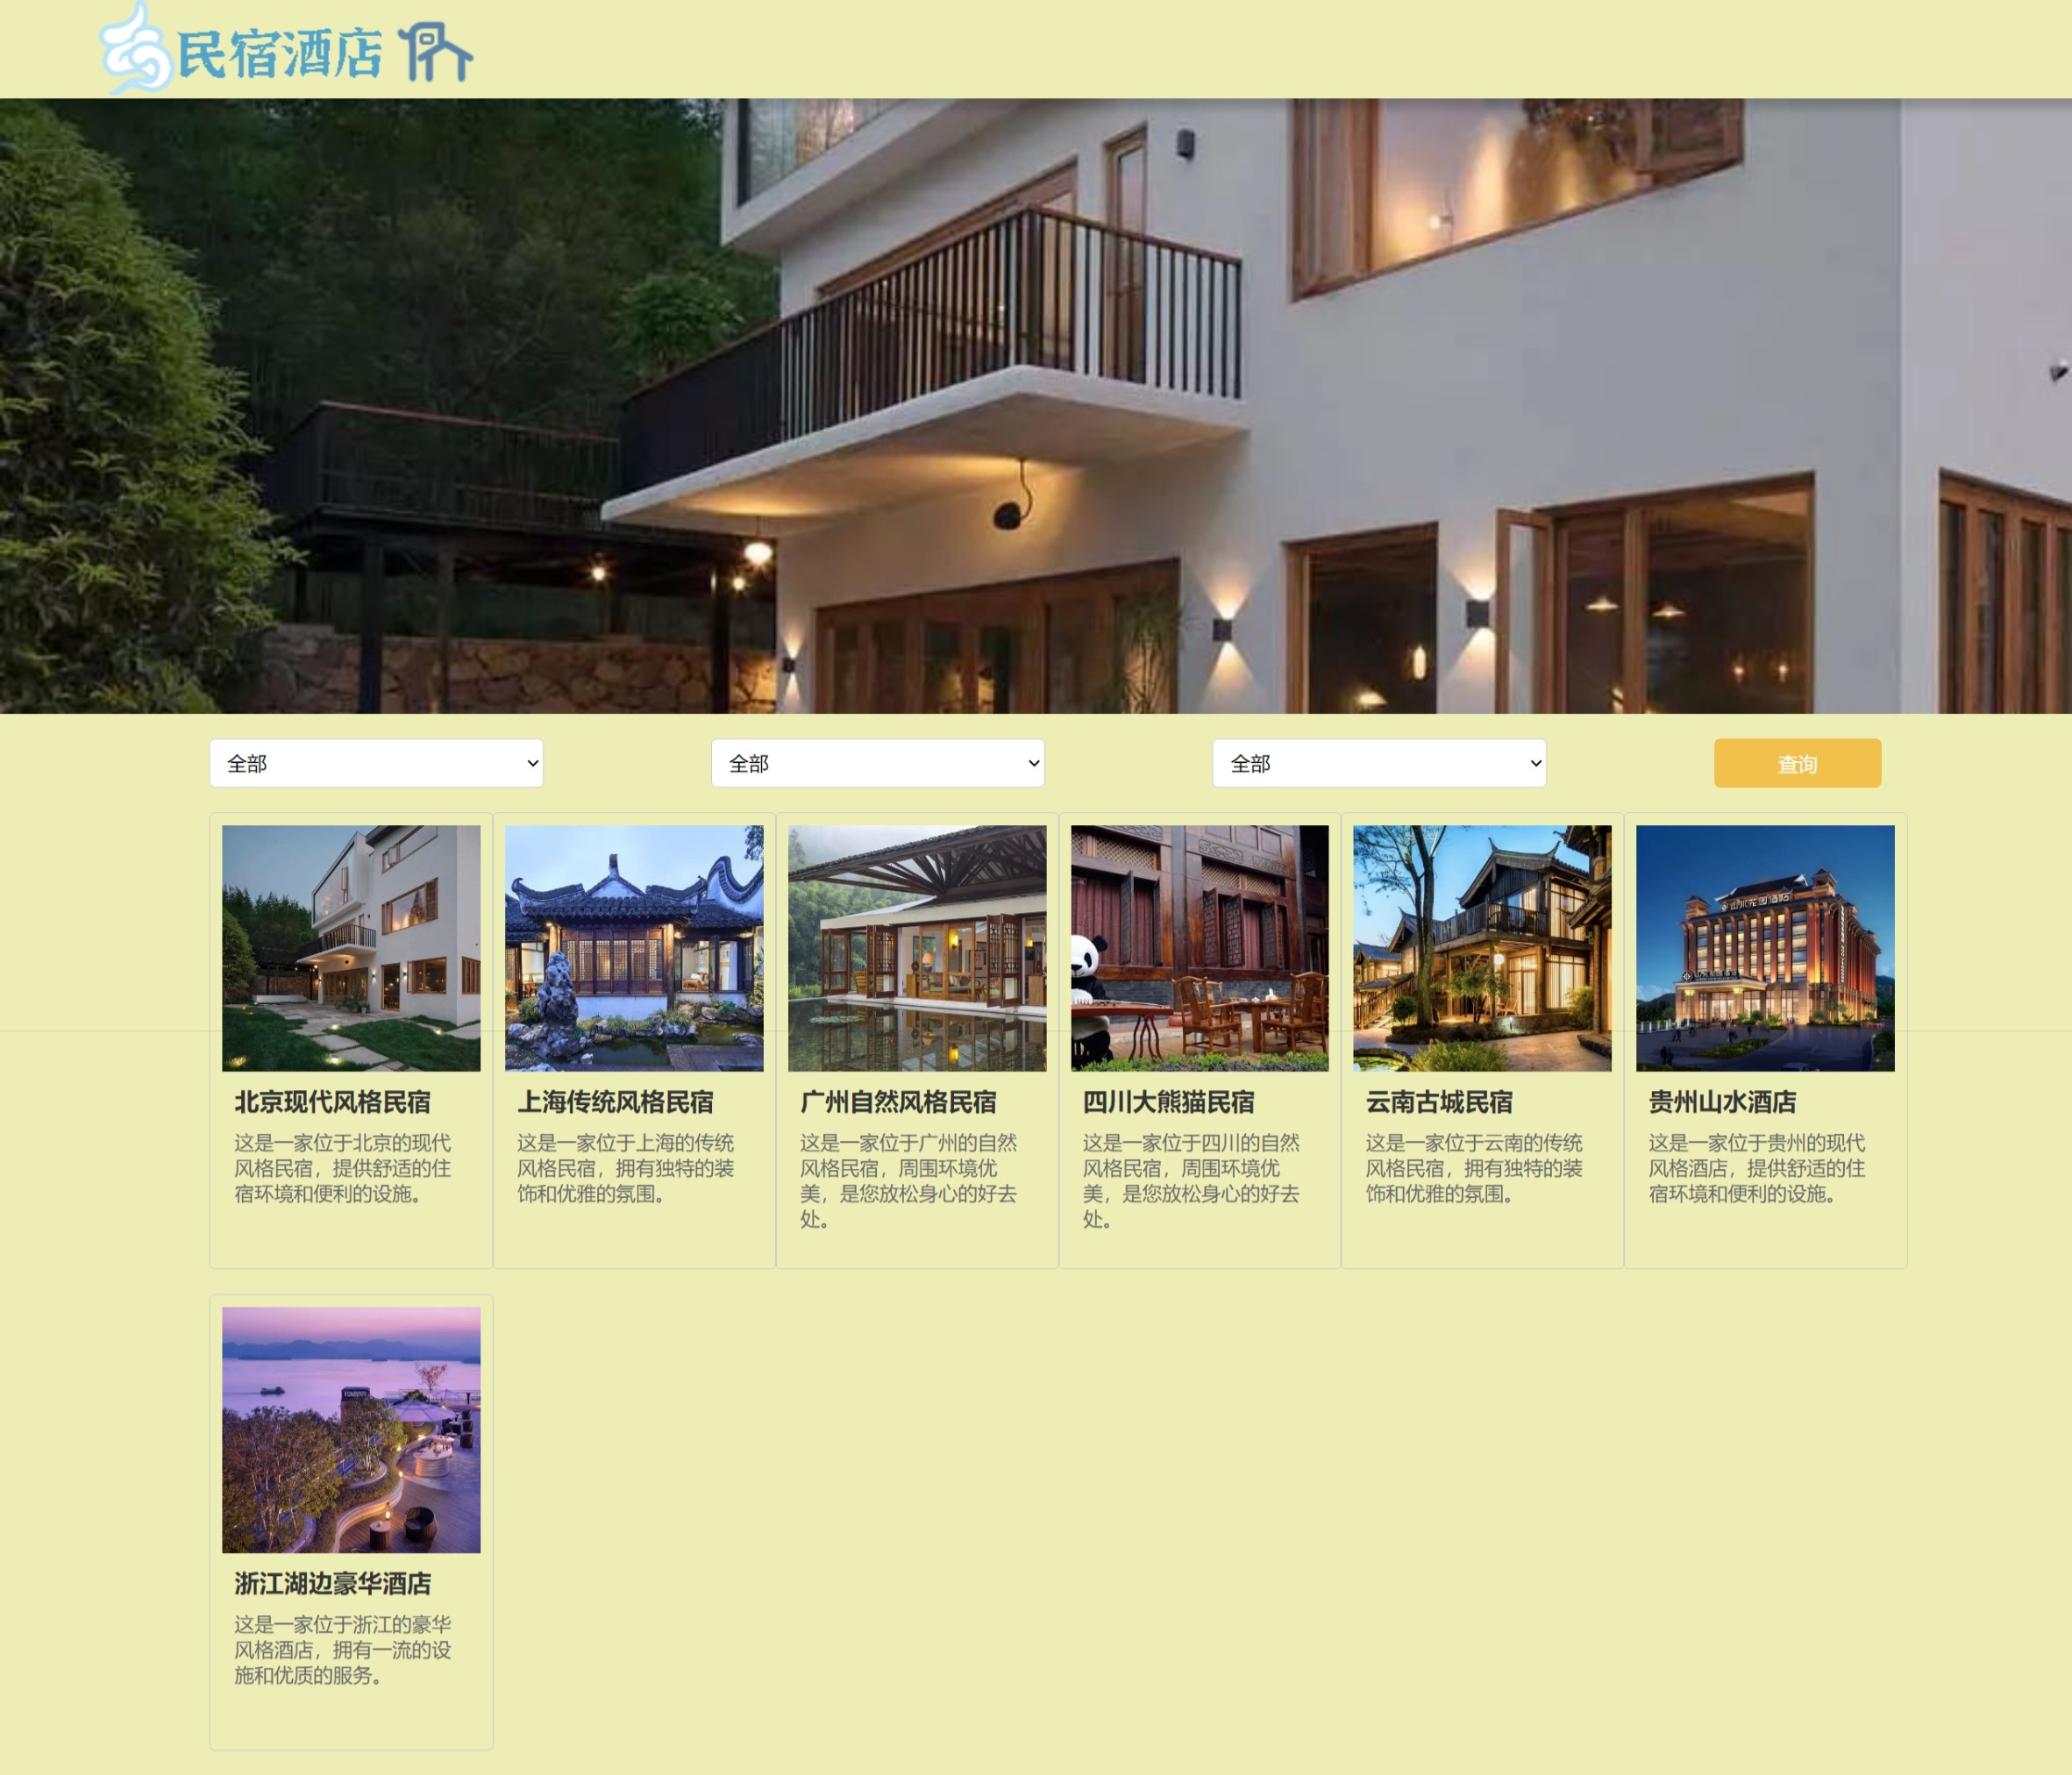 民宿酒店
全部
全部
全部
查询
山水花园酒店
北京现代风格民宿
这是一家位于北京的现代
风格民宿，提供舒适的住
宿环境和便利的设施。
上海传统风格民宿
这是一家位于上海的传统
风格民宿，拥有独特的装
饰和优雅的氛围。
广州自然风格民宿
这是一家位于广州的自然
风格民宿，周围环境优
美，是您放松身心的好去
处。
四川大熊猫民宿
这是一家位于四川的自然
风格民宿，周围环境优
美，是您放松身心的好去
处。
云南古城民宿
这是一家位于云南的传统
风格民宿，拥有独特的装
饰和优雅的氛围。
贵州山水酒店
这是一家位于贵州的现代
风格酒店，提供舒适的住
宿环境和便利的设施。
浙江湖边豪华酒店
这是一家位于浙江的豪华
风格酒店，拥有一流的设
施和优质的服务。